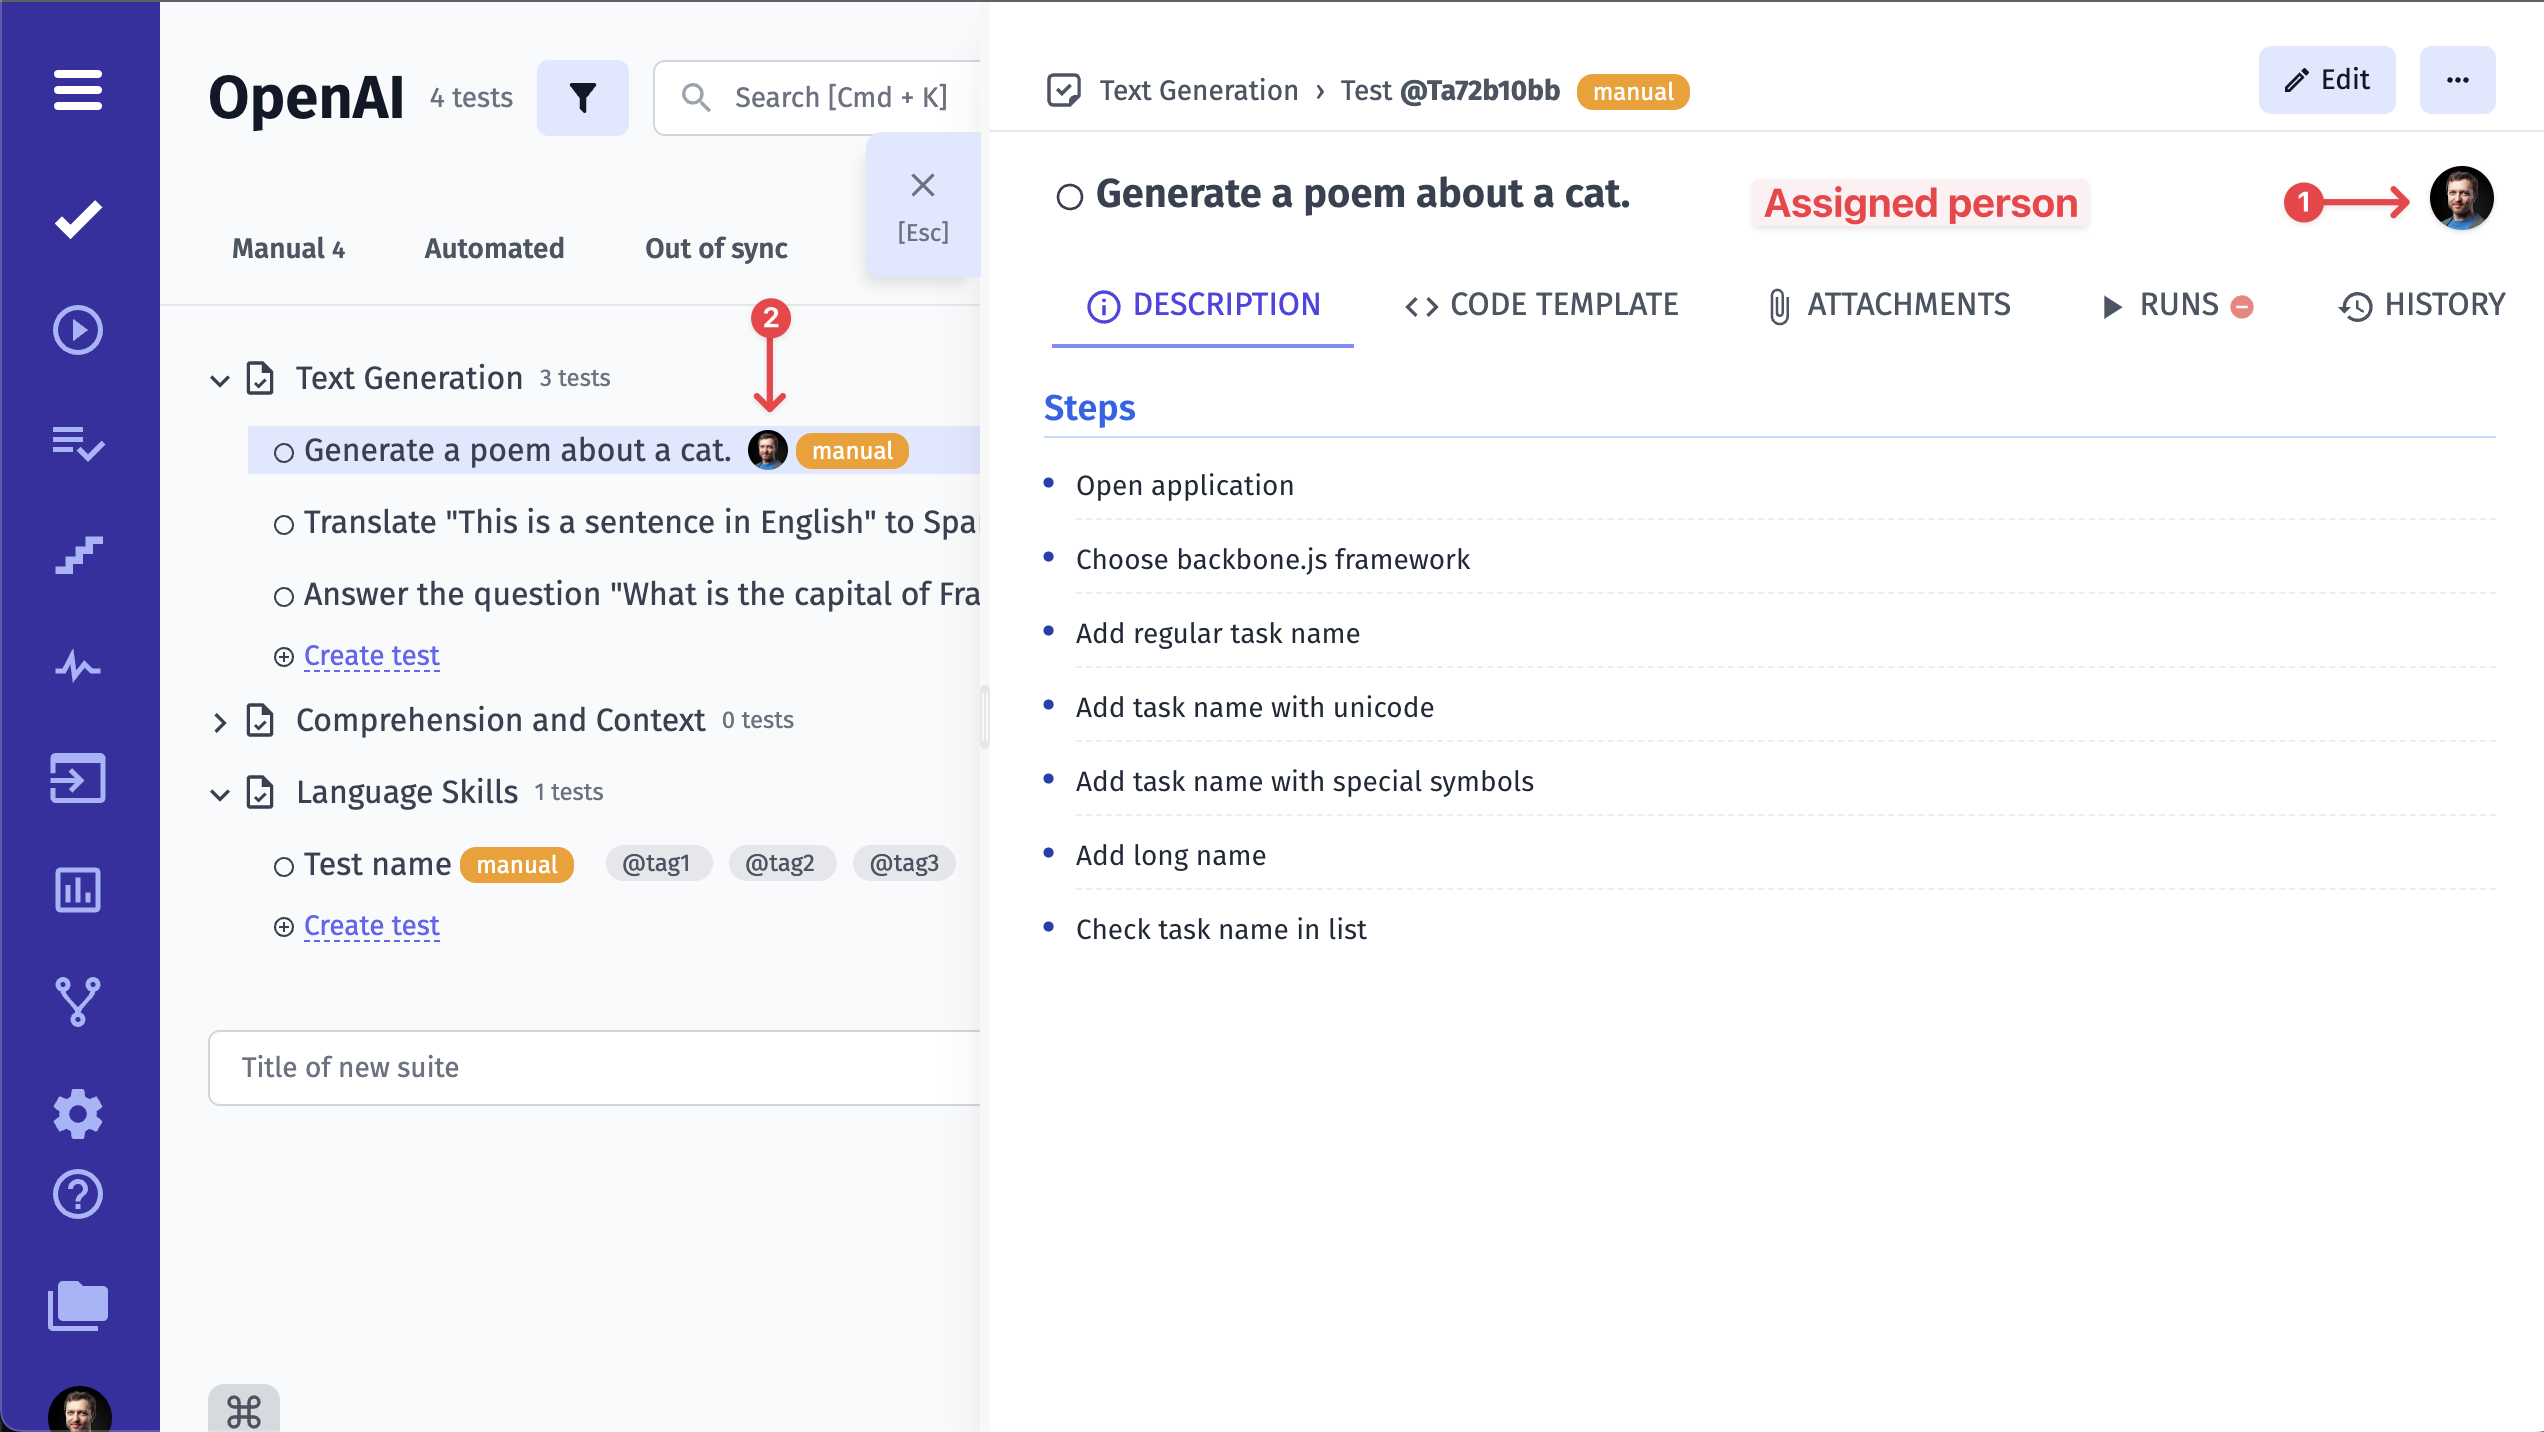 OpenAI 4 tests
Search [Cmd + K]
[Esc]
Manual 4 Automated Out of sync
2
Text Generation 3 tests
Generate a poem about a cat. manual
Translate "This is a sentence in English" to Spa
Answer the question "What is the capital of Fra
Create test
Comprehension and Context 0 tests
Language Skills 1 tests
Test name manual @tag1 @tag2 @tag3
Create test
Title of new suite
Text Generation › Test @Ta72b10bb manual
Edit
Generate a poem about a cat.
Assigned person
1
DESCRIPTION CODE TEMPLATE ATTACHMENTS RUNS HISTORY
Steps
• Open application
• Choose backbone.js framework
• Add regular task name
• Add task name with unicode
• Add task name with special symbols
• Add long name
• Check task name in list